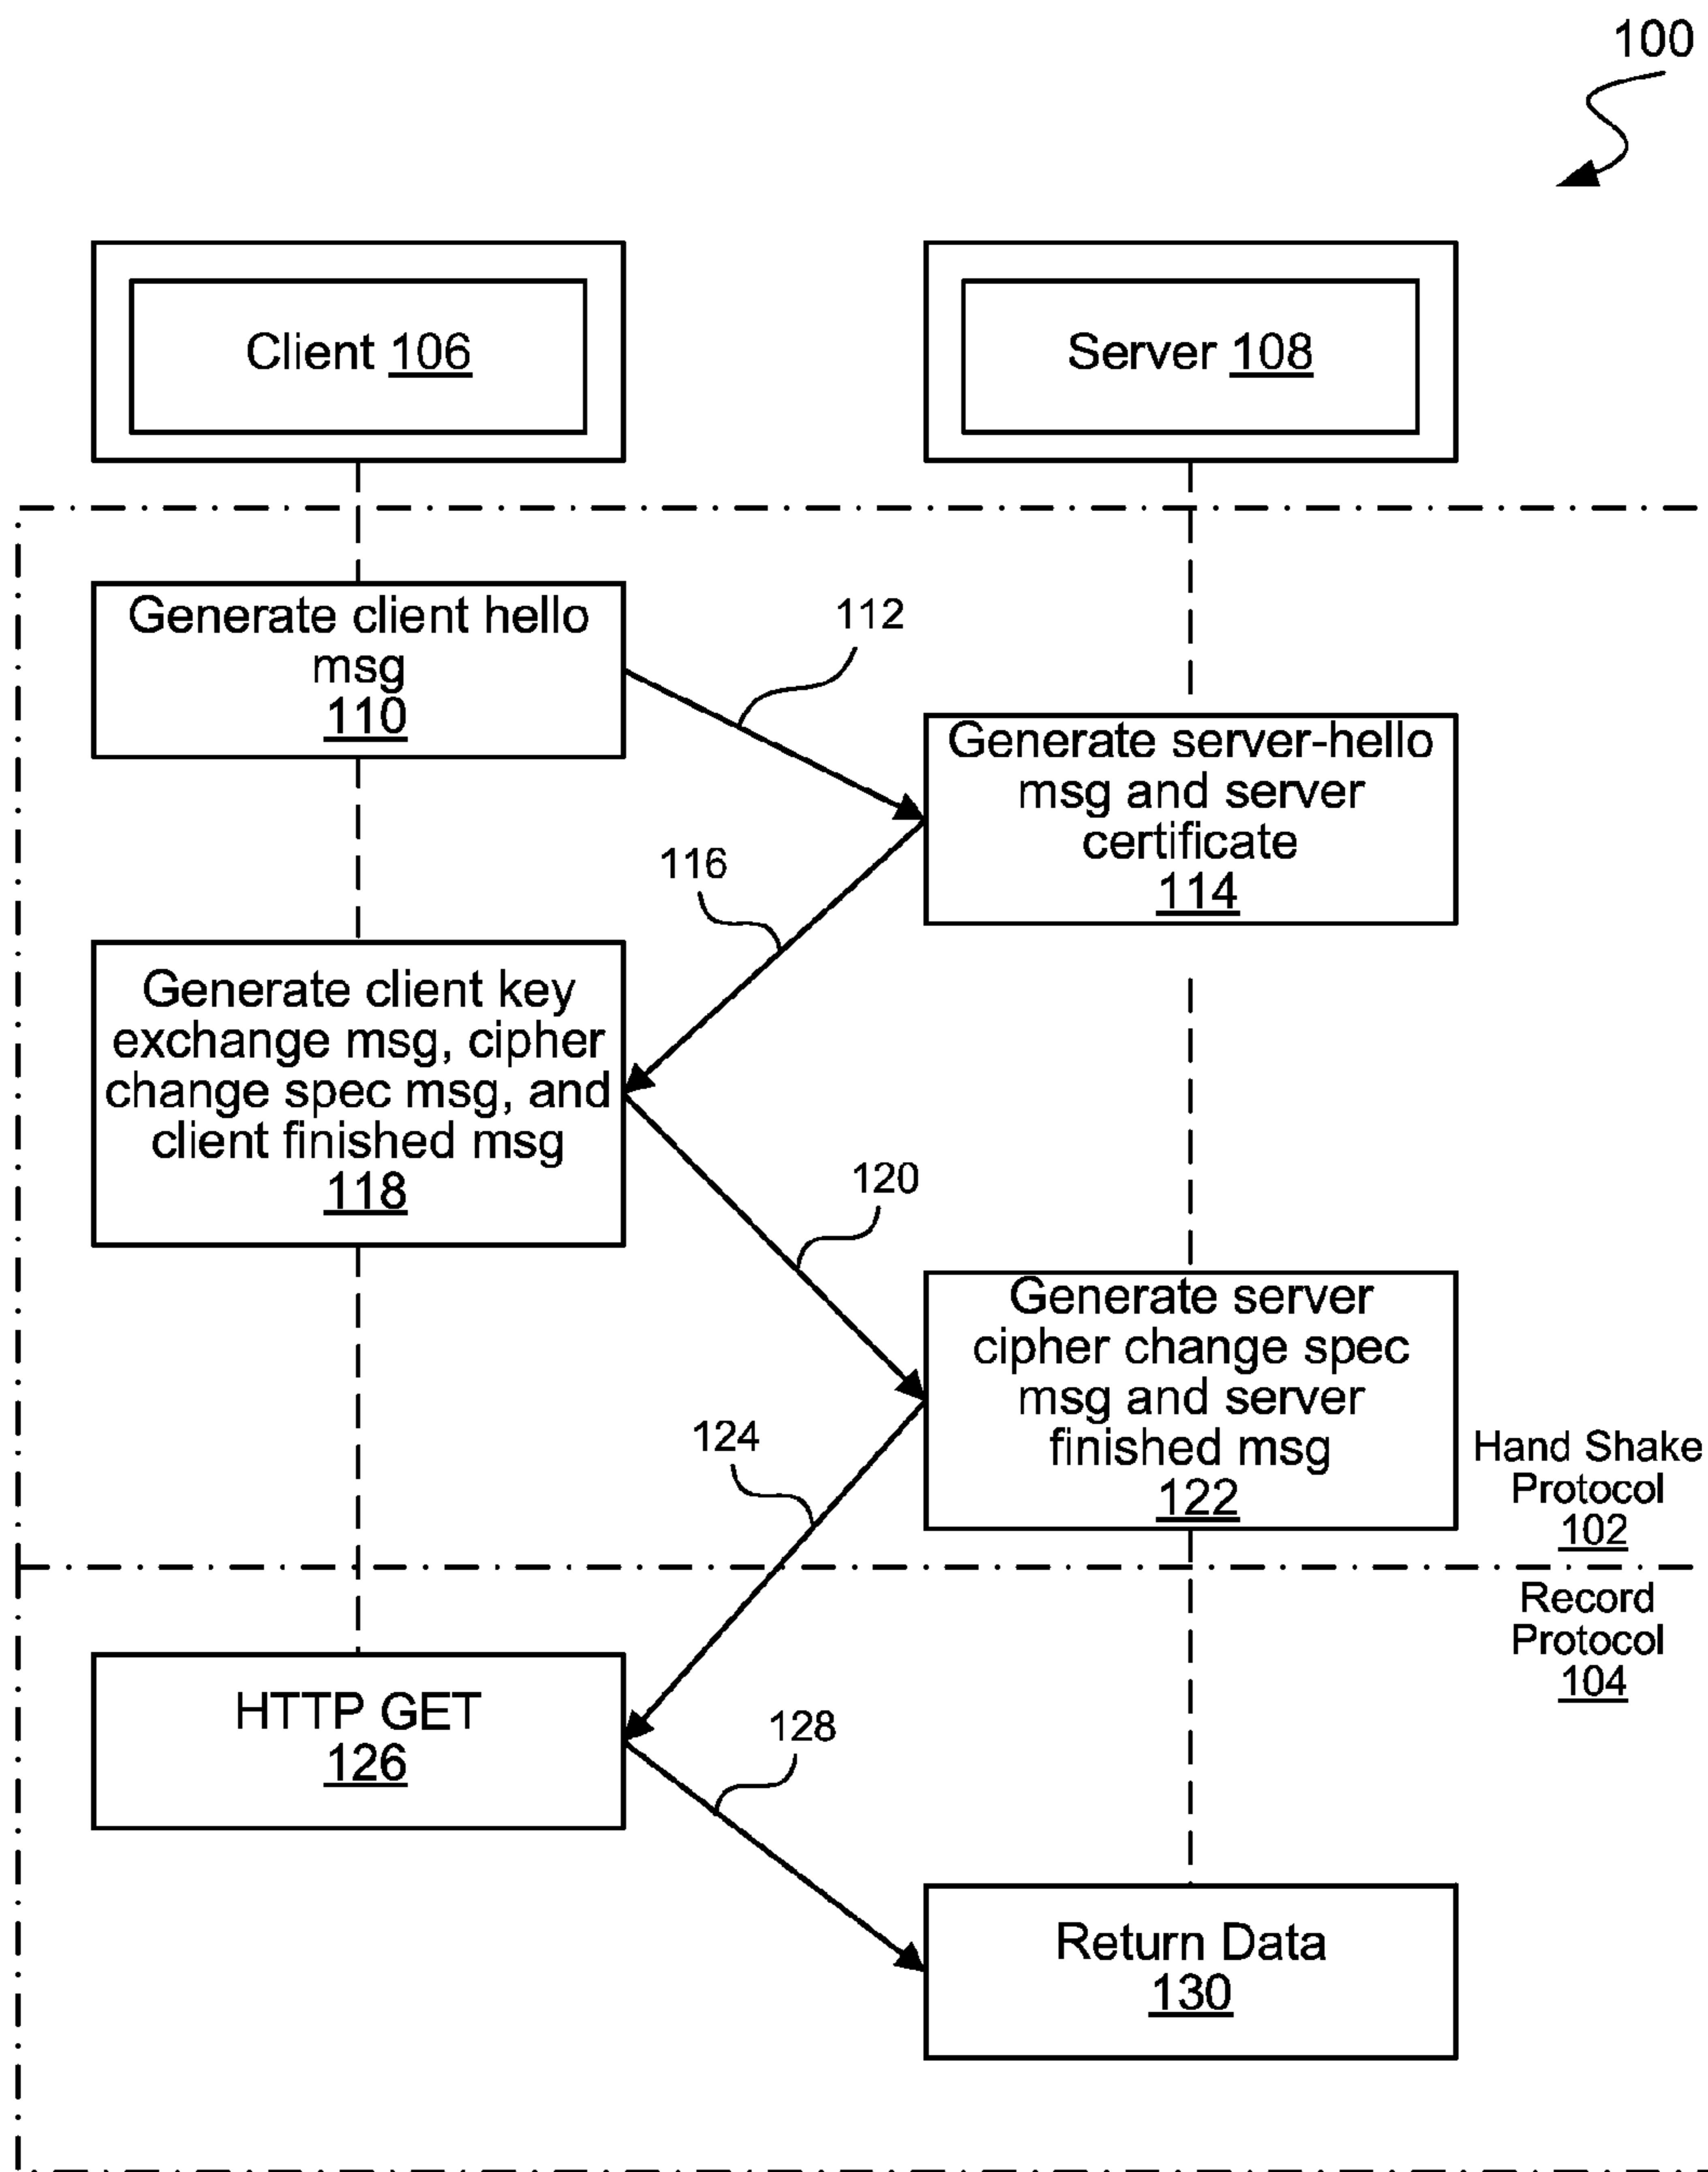 100
Client 106
Server 108
Generate client hello
msg
110
112
Generate server-hello
msg and server
certificate
114
116
Generate client key
exchange msg, cipher
change spec msg, and
client finished msg
118
120
Generate server
cipher change spec
msg and server
finished msg
122
124
Hand Shake
Protocol
102
Record
Protocol
104
HTTP GET
126
128
Return Data
130